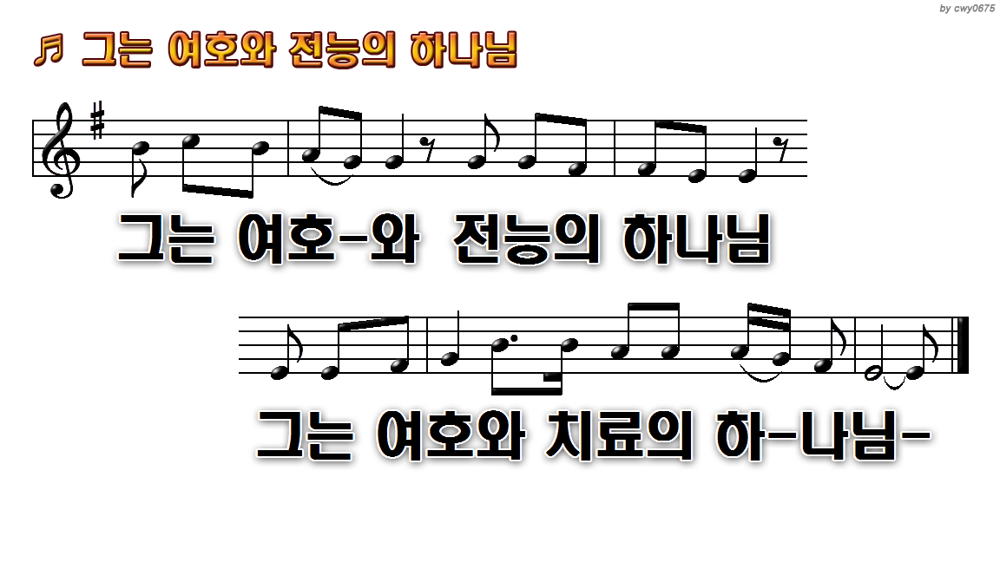 by cwy0675
그는 여호와 전능의 하나님
그는 여호-와 전능의 하나님
그는 여호와 치료의 하-나님-